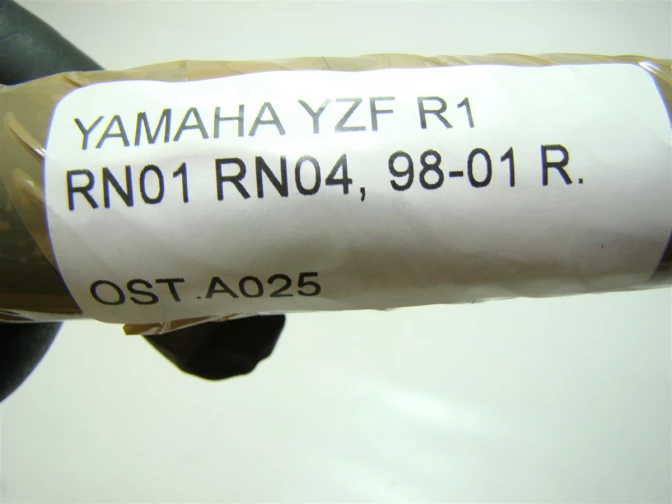 YAMAHA YZF R1
RN01 RN04, 98-01 R.
OST.A025